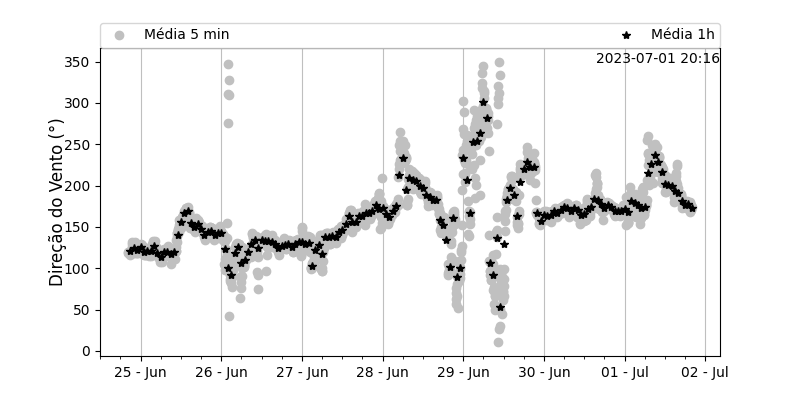 Média 5 min
Média 1h
2023-07-01 20:16
Direção do Vento (°)
350
300
250
200
150
100
50
0
25 - Jun
26 - Jun
27 - Jun
28 - Jun
29 - Jun
30 - Jun
01 - Jul
02 - Jul